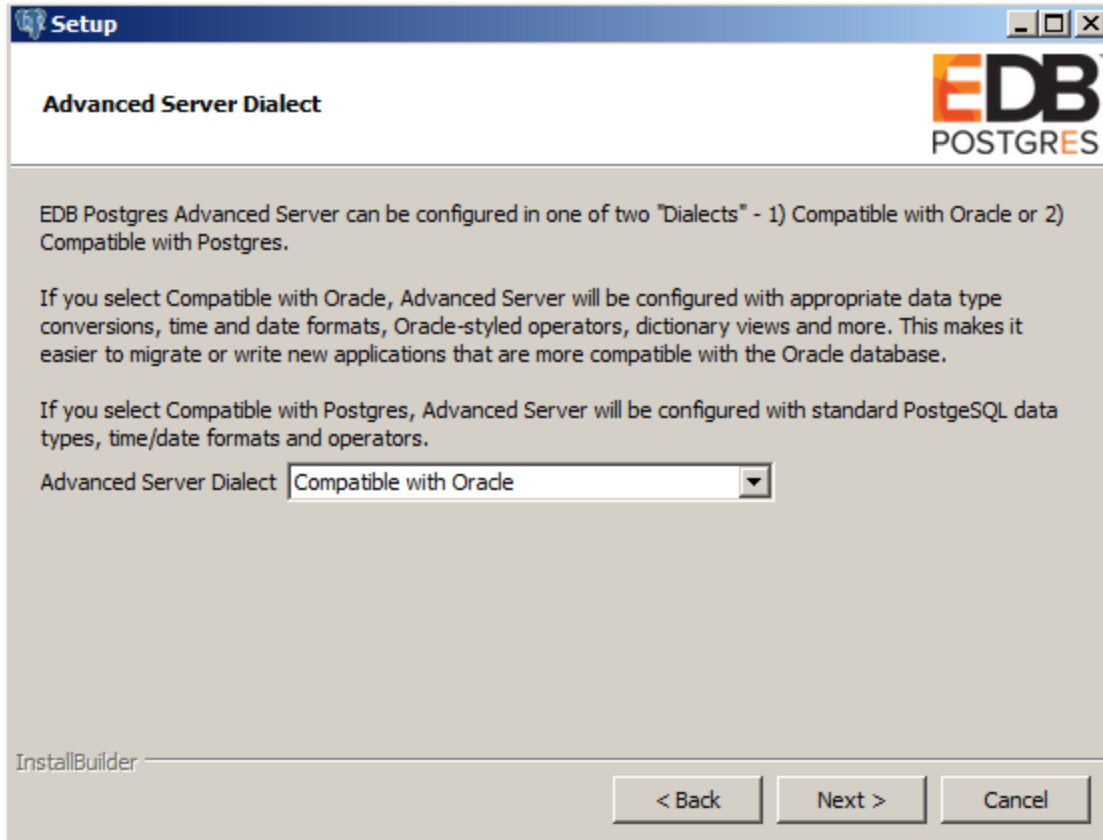 Setup
Advanced Server Dialect
EDB
POSTGRES
EDB Postgres Advanced Server can be configured in one of two "Dialects" - 1) Compatible with Oracle or 2)
Compatible with Postgres.
If you select Compatible with Oracle, Advanced Server will be configured with appropriate data type
conversions, time and date formats, Oracle-styled operators, dictionary views and more. This makes it
easier to migrate or write new applications that are more compatible with the Oracle database.
If you select Compatible with Postgres, Advanced Server will be configured with standard PostgeSQL data
types, time/date formats and operators.
Advanced Server Dialect Compatible with Oracle
InstallBuilder
< Back Next > Cancel